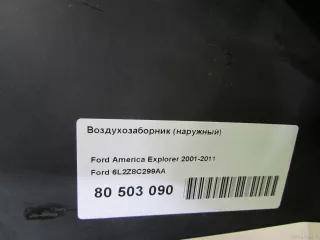 Воздухозаборник (наружный)
Ford America Explorer 2001-2011
Ford 6L2Z8C299AA
80 503 090